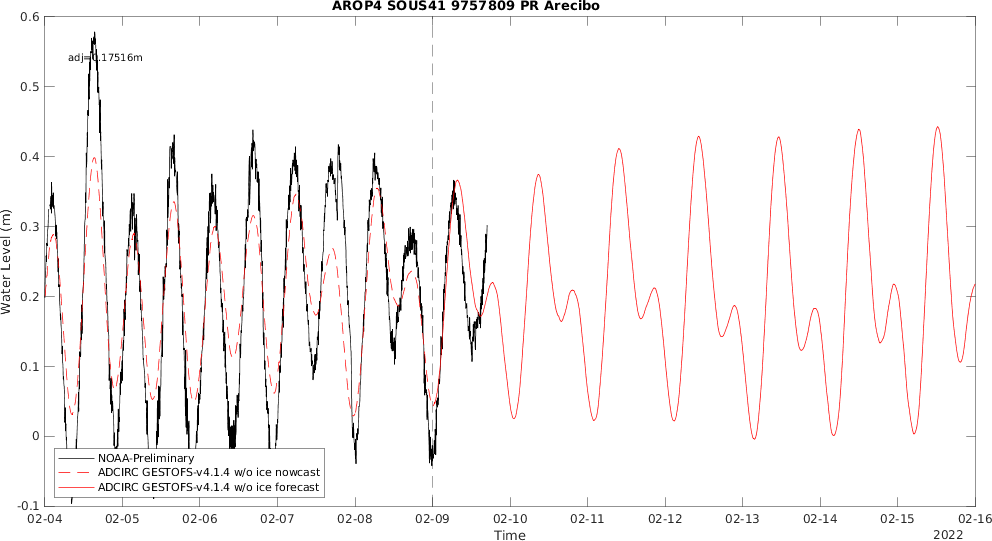 AROP4 SOUS41 9757809 PR Arecibo
0.6
0.5
0.4
0.3
0.2
0.1
0
-0.1
Water Level (m)
adj=0.17516m
NOAA-Preliminary
ADCIRC GESTOFS-v4.1.4 w/o ice nowcast
ADCIRC GESTOFS-v4.1.4 w/o ice forecast
02-04 02-05 02-06 02-07 02-08 02-09 02-10 02-11 02-12 02-13 02-14 02-15 02-16
Time
2022